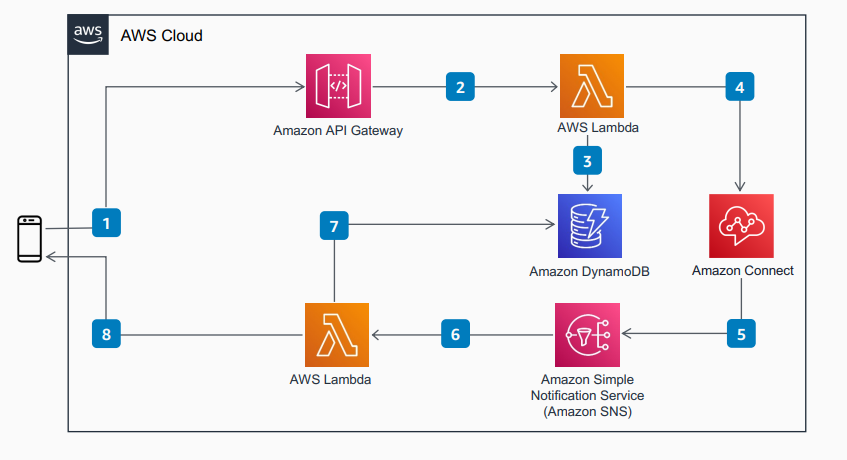 aws
AWS Cloud
2
4
</>
Amazon API Gateway
AWS Lambda
3
1
7
Amazon DynamoDB
Amazon Connect
8
6
5
AWS Lambda
Amazon Simple
Notification Service
(Amazon SNS)